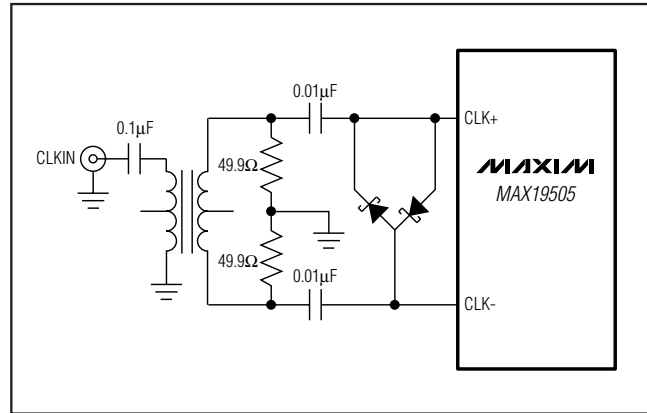 0.01μF
0.1μF
CLKIN
CLK+
49.9Ω
MAXIM
MAX19505
49.9Ω
0.01μF
CLK-